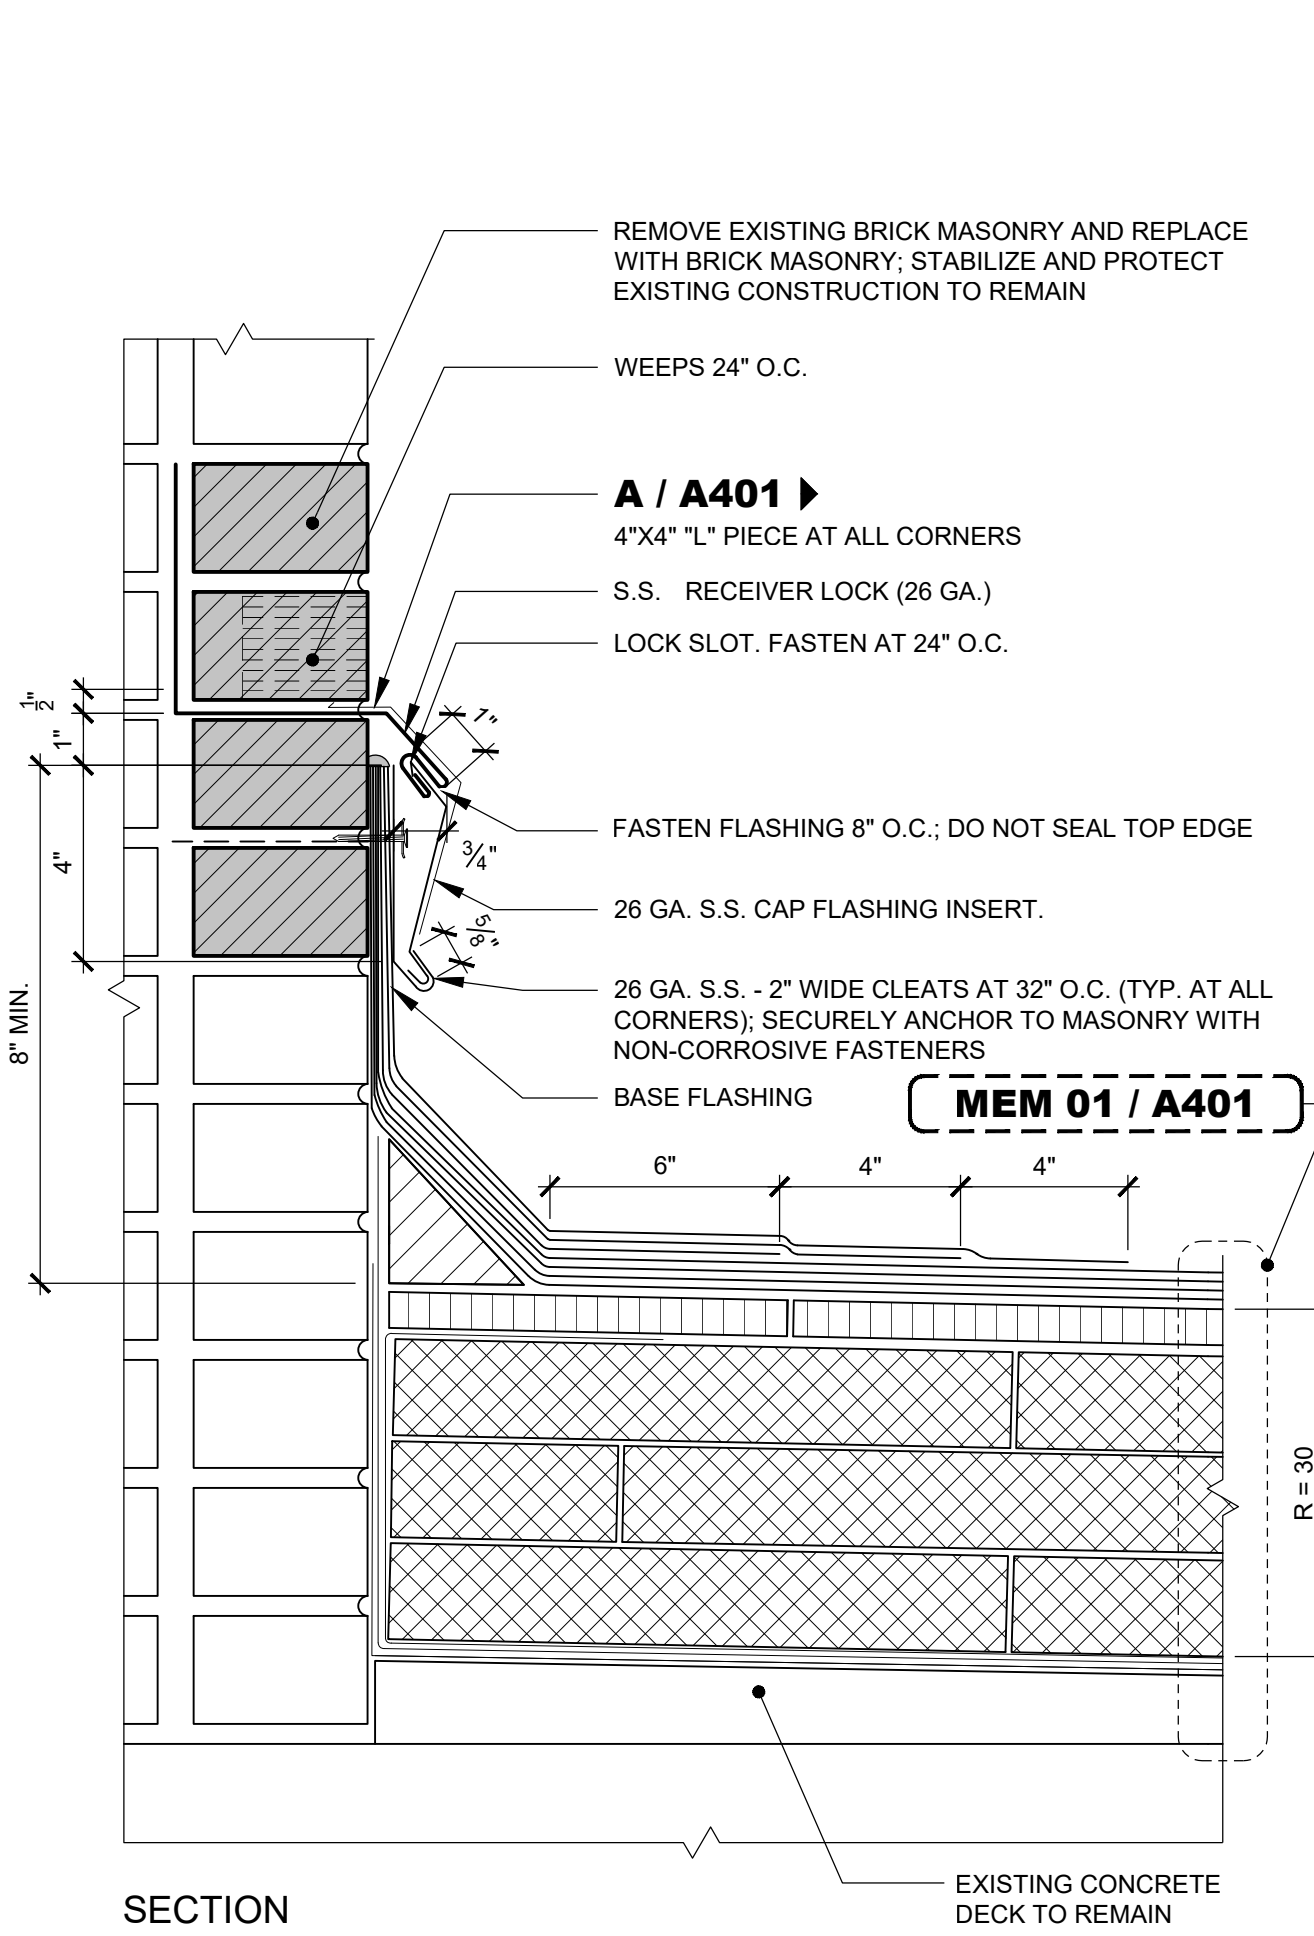 REMOVE EXISTING BRICK MASONRY AND REPLACE
WITH BRICK MASONRY; STABILIZE AND PROTECT
EXISTING CONSTRUCTION TO REMAIN
WEEPS 24" O.C.
A / A401
4"X4" "L" PIECE AT ALL CORNERS
S.S. RECEIVER LOCK (26 GA.)
LOCK SLOT. FASTEN AT 24" O.C.
1/2"
1"
1"
FASTEN FLASHING 8" O.C.; DO NOT SEAL TOP EDGE
3/4"
4"
26 GA. S.S. CAP FLASHING INSERT.
5/8"
26 GA. S.S. - 2" WIDE CLEATS AT 32" O.C. (TYP. AT ALL
CORNERS); SECURELY ANCHOR TO MASONRY WITH
NON-CORROSIVE FASTENERS
8" MIN.
BASE FLASHING
MEM 01 / A401
6"
4"
4"
R = 30
EXISTING CONCRETE
DECK TO REMAIN
SECTION